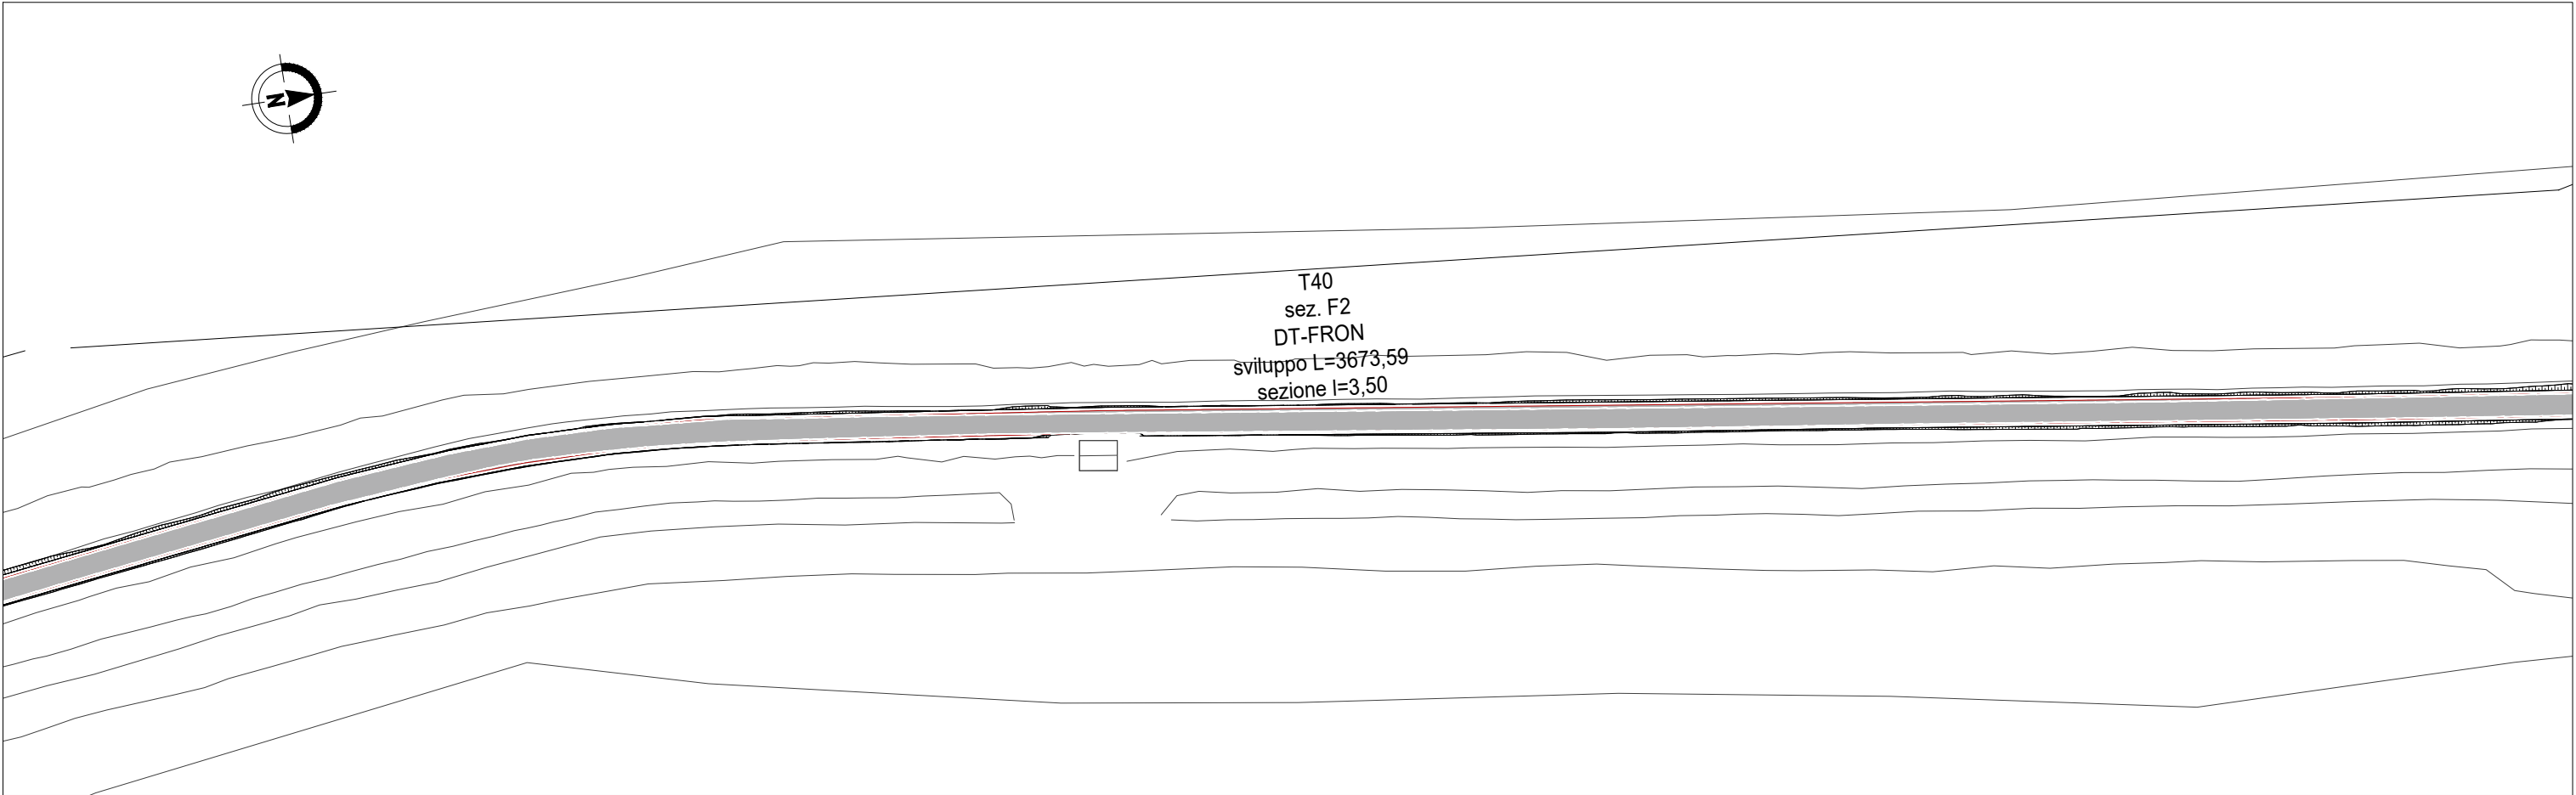 N
T40
sez. F2
DT-FRON
sviluppo L=3673,59
sezione l=3,50